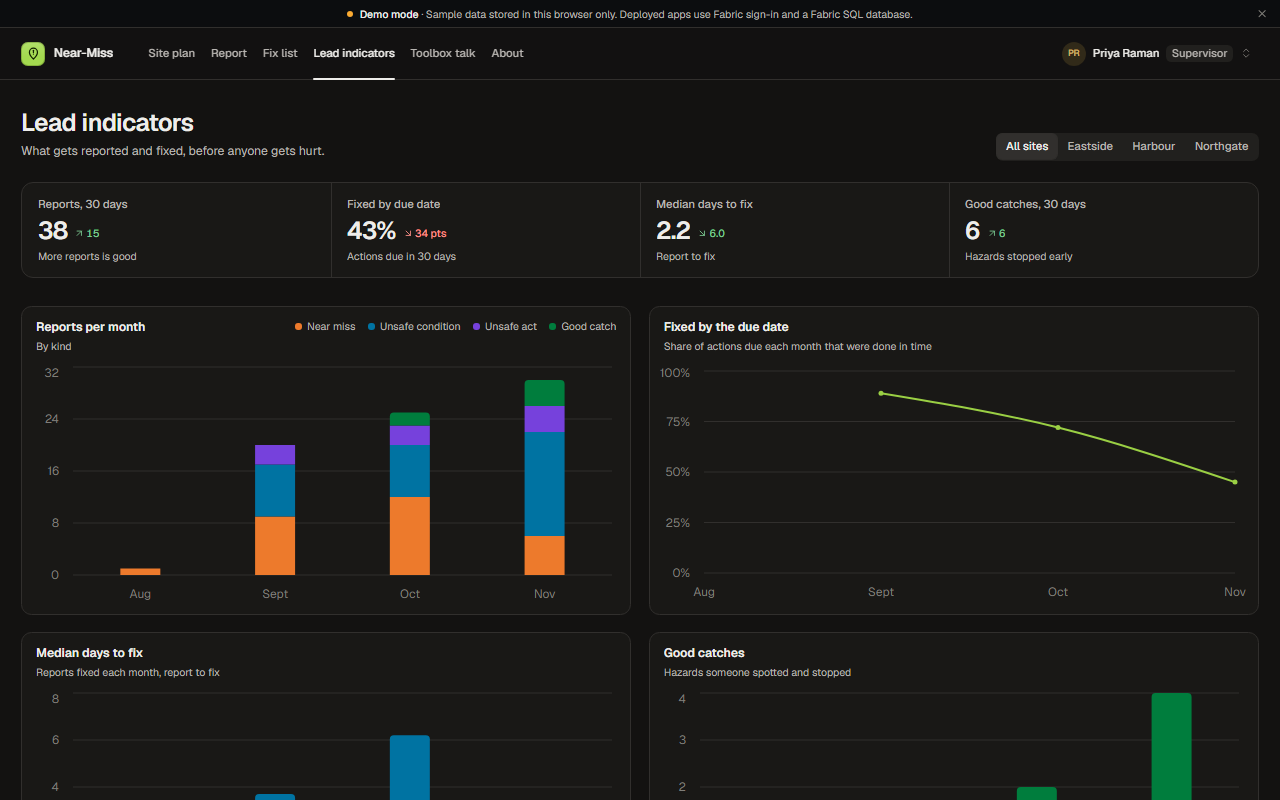 Demo mode · Sample data stored in this browser only. Deployed apps use Fabric sign-in and a Fabric SQL database.
Near-Miss
Site plan Report Fix list Lead indicators Toolbox talk About
PR Priya Raman Supervisor
Lead indicators
What gets reported and fixed, before anyone gets hurt.
All sites Eastside Harbour Northgate
Reports, 30 days
38 15
More reports is good
Fixed by due date
43% 34 pts
Actions due in 30 days
Median days to fix
2.2 6.0
Report to fix
Good catches, 30 days
6 6
Hazards stopped early
Reports per month
Near miss Unsafe condition Unsafe act Good catch
By kind
32
24
16
8
0
Aug Sept Oct Nov
Fixed by the due date
Share of actions due each month that were done in time
100%
75%
50%
25%
0%
Aug Sept Oct Nov
Median days to fix
Reports fixed each month, report to fix
8
6
4
Good catches
Hazards someone spotted and stopped
4
3
2